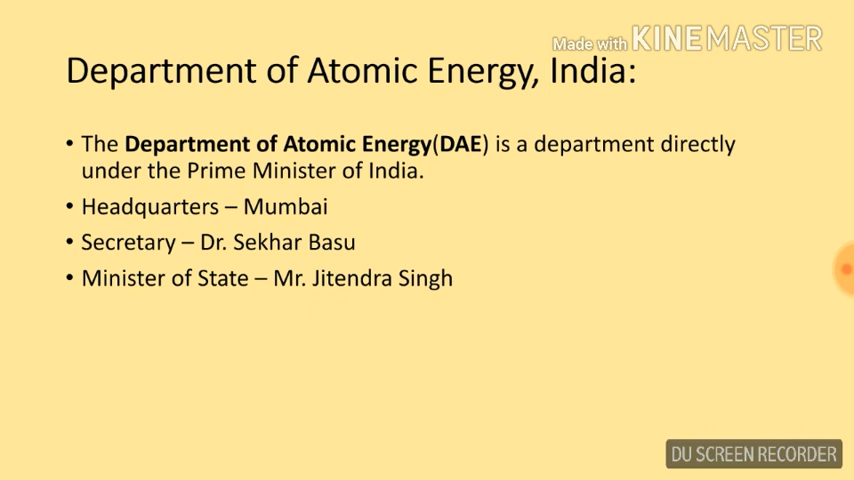 Made with KINEMASTER
Department of Atomic Energy, India:
• The Department of Atomic Energy(DAE) is a department directly
under the Prime Minister of India.
• Headquarters – Mumbai
• Secretary – Dr. Sekhar Basu
• Minister of State – Mr. Jitendra Singh
DU SCREEN RECORDER